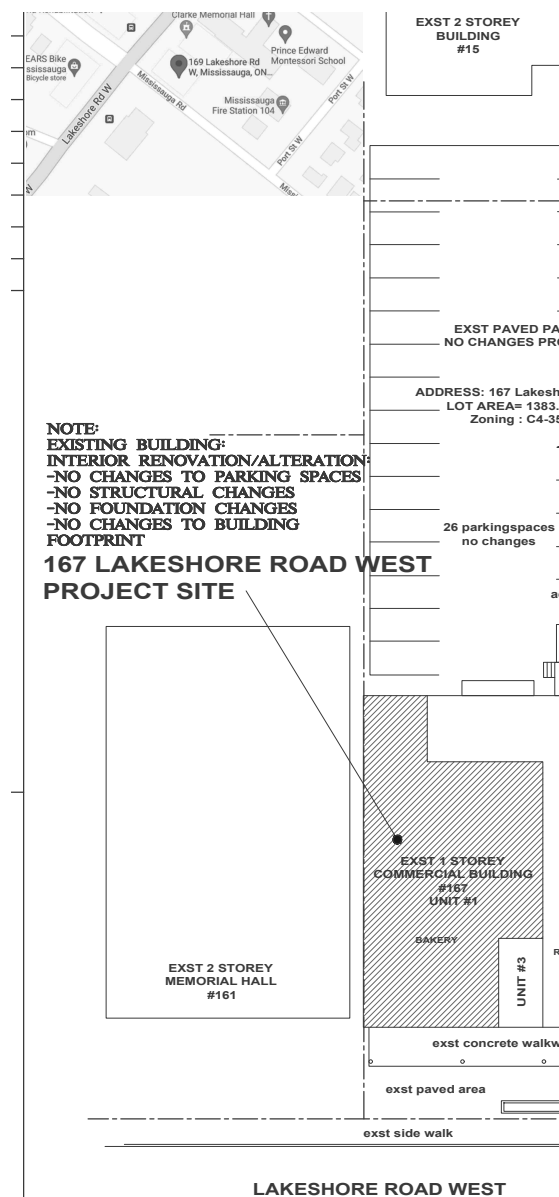 Clarke Memorial Hall
Prince Edward
Montessori School
EARS Bike
ssissauga
Bicycle store
169 Lakeshore Rd
W, Mississauga, ON...
Mississauga Rd
Mississauga
Fire Station 104
Port St W
Lakeshore Rd W
Port St W
EXST 2 STOREY
BUILDING
#15
EXST PAVED PA
NO CHANGES PRO
ADDRESS: 167 Lakesh
LOT AREA= 1383.
Zoning : C4-35
NOTE:
EXISTING BUILDING:
INTERIOR RENOVATION/ALTERATION:
-NO CHANGES TO PARKING SPACES
-NO STRUCTURAL CHANGES
-NO FOUNDATION CHANGES
-NO CHANGES TO BUILDING
FOOTPRINT
26 parkingspaces
no changes
167 LAKESHORE ROAD WEST
PROJECT SITE
EXST 1 STOREY
COMMERCIAL BUILDING
#167
UNIT #1
BAKERY
UNIT #3
EXST 2 STOREY
MEMORIAL HALL
#161
exst concrete walkw
exst paved area
exst side walk
LAKESHORE ROAD WEST